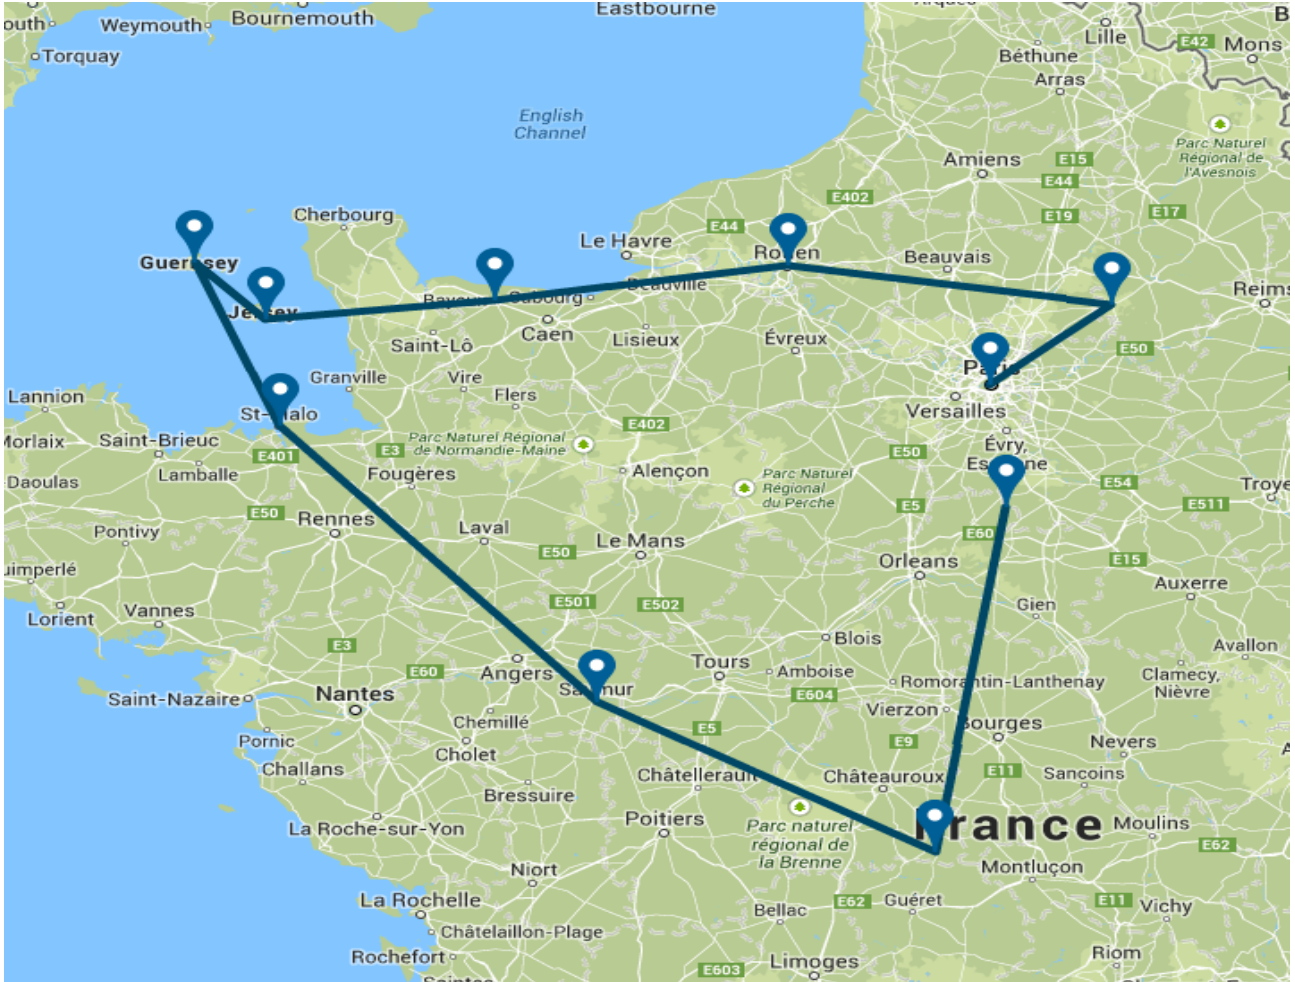 Eastbourne
Bournemouth
Weymouth
outh
Torquay
Lille
E42
Mons
B
Béthune
Arras
English
Channel
Parc Naturel
Régional de
l'Avesnois
Amiens
E15
E44
E402
E19
E17
Cherbourg
E44
Le Havre
Rouen
Beauvais
Guernsey
Reims
Jersey
Bayeux
Cabourg
Deauville
Caen
Lisieux
Évreux
Saint-Lô
E50
Paris
Granville
Vire
Flers
Versailles
Lannion
St-Malo
Morlaix
Saint-Brieuc
E3
Parc Naturel Régional
de Normandie-Maine
E402
Évry,
Essonne
E50
E401
Lamballe
Fougères
Alençon
Parc Naturel
Régional
du Perche
Daoulas
E54
Troye
E50
Rennes
E5
E511
Pontivy
Laval
E50
Le Mans
E60
Orleans
E15
uimperlé
Auxerre
Lorient
Vannes
E501
E502
Gien
E3
Blois
Avallon
E60
Angers
Tours
Amboise
Clamecy,
Nièvre
Saint-Nazaire
Nantes
Saumur
E604
Romorantin-Lanthenay
Chemillé
Vierzon
Bourges
Pornic
Cholet
E5
E9
Nevers
Challans
Châtellerault
Châteauroux
E11
Sancoins
Bressuire
La Roche-sur-Yon
Poitiers
Parc naturel
régional de
la Brenne
France
Moulins
E62
Niort
Montluçon
La Rochelle
E62
Guéret
E11
Vichy
Bellac
Châtelaillon-Plage
Rochefort
Riom
E603
Limoges